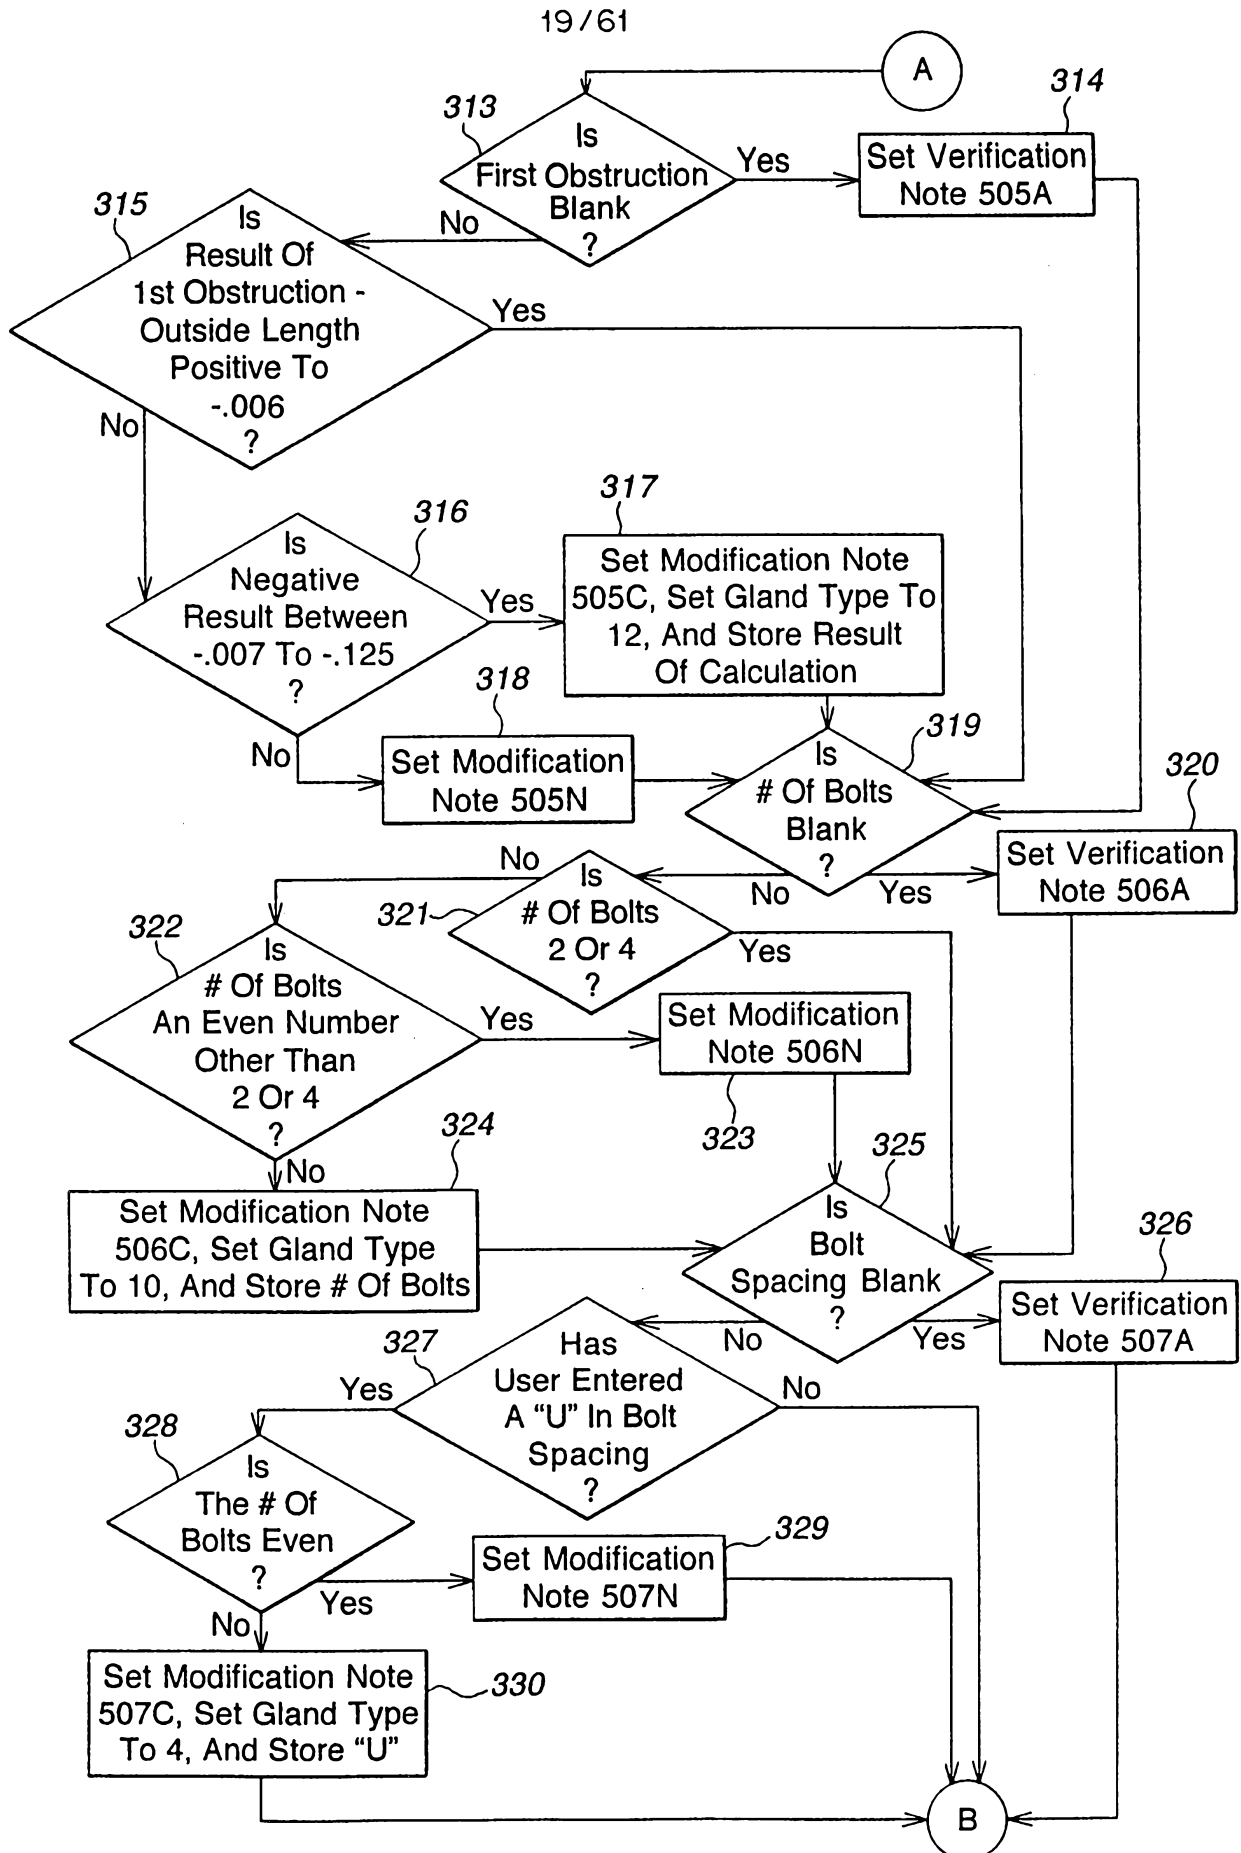 19/61
A
313
Is
First Obstruction
Blank
?
Yes
No
314
Set Verification
Note 505A
315
Is
Result Of
1st Obstruction -
Outside Length
Positive To
-.006
?
Yes
No
316
Is
Negative
Result Between
-.007 To -.125
?
Yes
No
317
Set Modification Note
505C, Set Gland Type To
12, And Store Result
Of Calculation
318
Set Modification
Note 505N
319
Is
# Of Bolts
Blank
?
No
Yes
320
Set Verification
Note 506A
321
Is
# Of Bolts
2 Or 4
?
No
Yes
322
Is
# Of Bolts
An Even Number
Other Than
2 Or 4
?
Yes
No
Set Modification
Note 506N
323
324
Set Modification Note
506C, Set Gland Type
To 10, And Store # Of Bolts
325
Is
Bolt
Spacing Blank
?
No
Yes
326
Set Verification
Note 507A
327
Has
User Entered
A “U” In Bolt
Spacing
?
Yes
No
328
Is
The # Of
Bolts Even
?
Yes
No
329
Set Modification
Note 507N
330
Set Modification Note
507C, Set Gland Type
To 4, And Store “U”
B